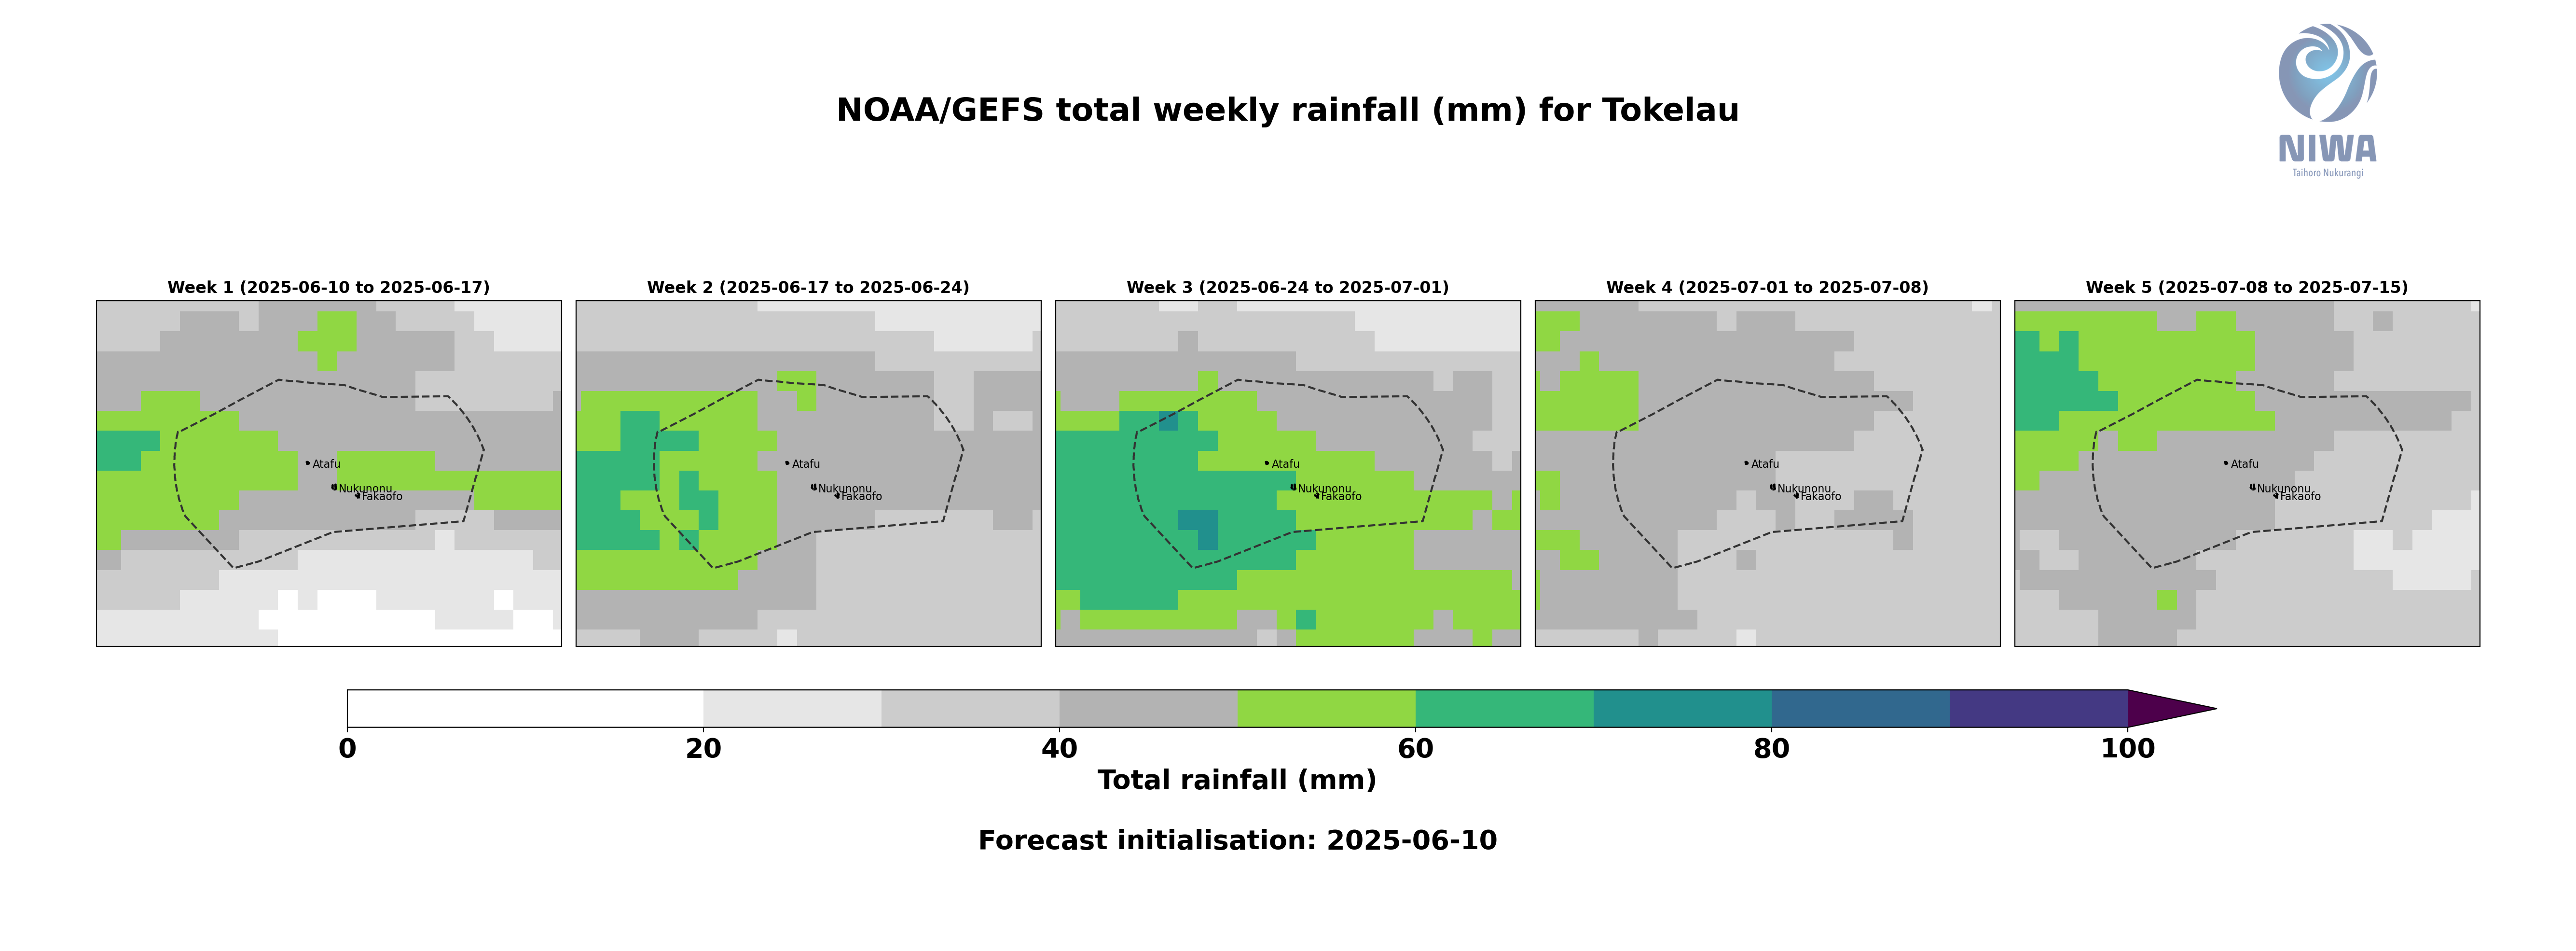 NOAA/GEFS total weekly rainfall (mm) for Tokelau
NIWA
Taihoro Nukurangi
Week 1 (2025-06-10 to 2025-06-17)
Week 2 (2025-06-17 to 2025-06-24)
Week 3 (2025-06-24 to 2025-07-01)
Week 4 (2025-07-01 to 2025-07-08)
Week 5 (2025-07-08 to 2025-07-15)
Atafu
Nukunonu
Fakaofo
Atafu
Nukunonu
Fakaofo
Atafu
Nukunonu
Fakaofo
Atafu
Nukunonu
Fakaofo
Atafu
Nukunonu
Fakaofo
0 20 40 60 80 100
Total rainfall (mm)
Forecast initialisation: 2025-06-10